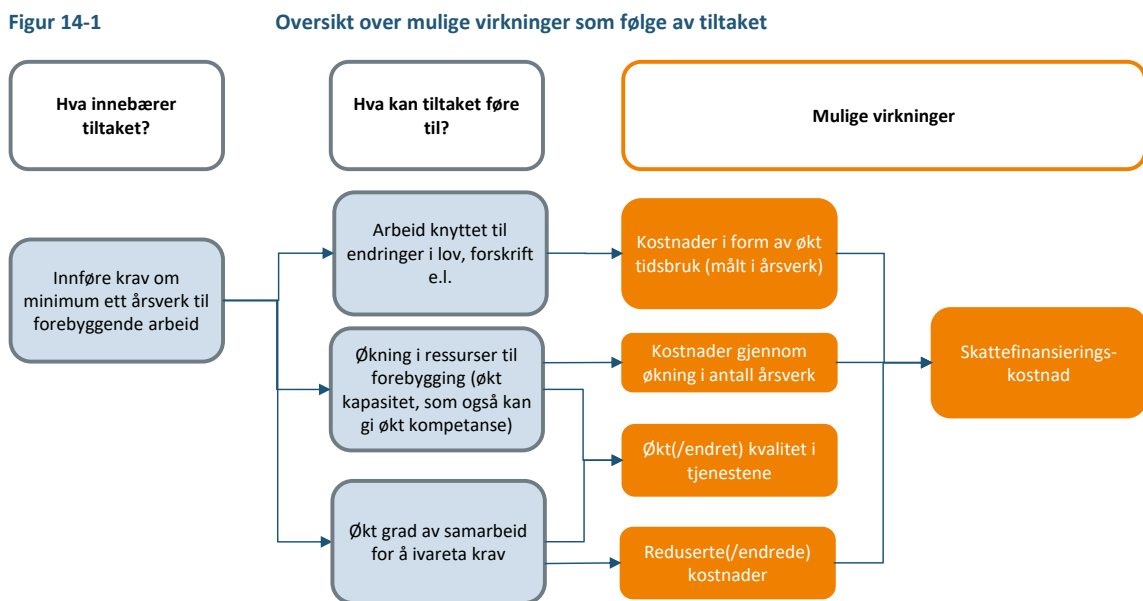 Figur 14-1 Oversikt over mulige virkninger som følge av tiltaket
Hva innebærer
tiltaket?
Hva kan tiltaket føre
til?
Mulige virkninger
Innføre krav om
minimum ett årsverk til
forebyggende arbeid
Arbeid knyttet til
endringer i lov, forskrift
e.l.
Økning i ressurser til
forebygging (økt
kapasitet, som også kan
gi økt kompetanse)
Økt grad av samarbeid
for å ivareta krav
Kostnader i form av økt
tidsbruk (målt i årsverk)
Kostnader gjennom
økning i antall årsverk
Økt(/endret) kvalitet i
tjenestene
Reduserte(/endrede)
kostnader
Skattefinansierings-
kostnad